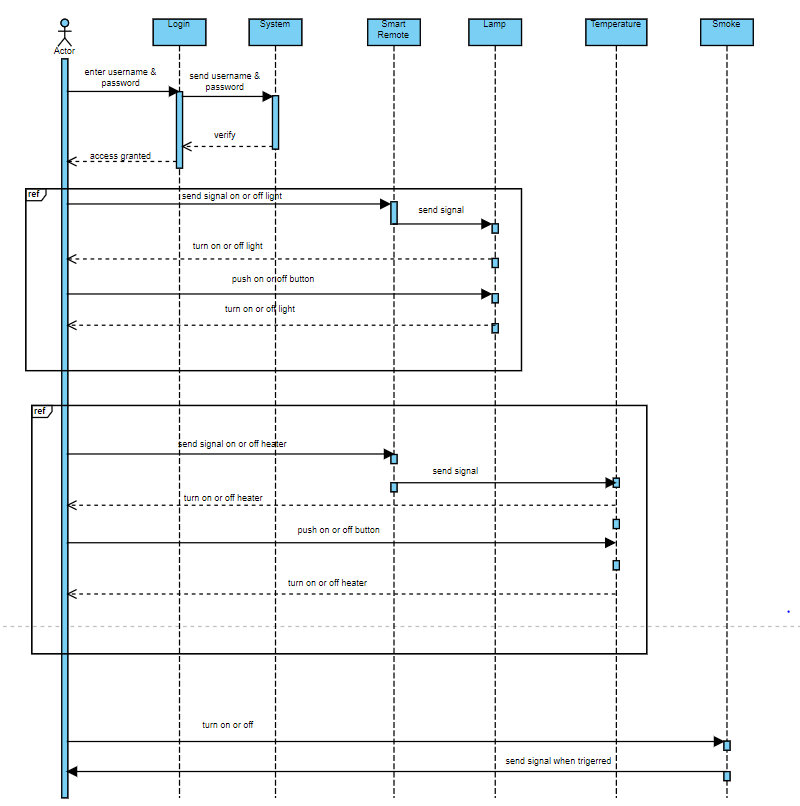 Login
System
Smart
Remote
Lamp
Temperature
Smoke
Actor
enter username &
password
send username &
password
verify
access granted
ref
send signal on or off light
send signal
turn on or off light
push on or off button
turn on or off light
ref
send signal on or off heater
send signal
turn on or off heater
push on or off button
turn on or off heater
turn on or off
send signal when trigerred